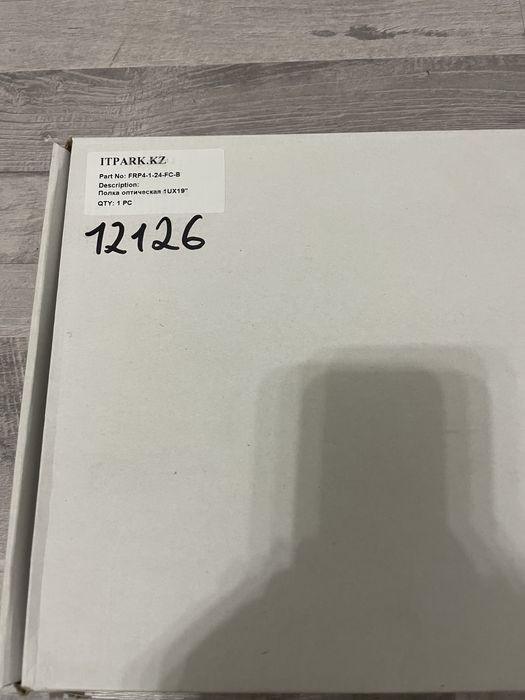 ITPARK.KZ
Part No: FRP4-1-24-FC-B
Description:
Полка оптическая 1UX19"
QTY: 1 PC
12126